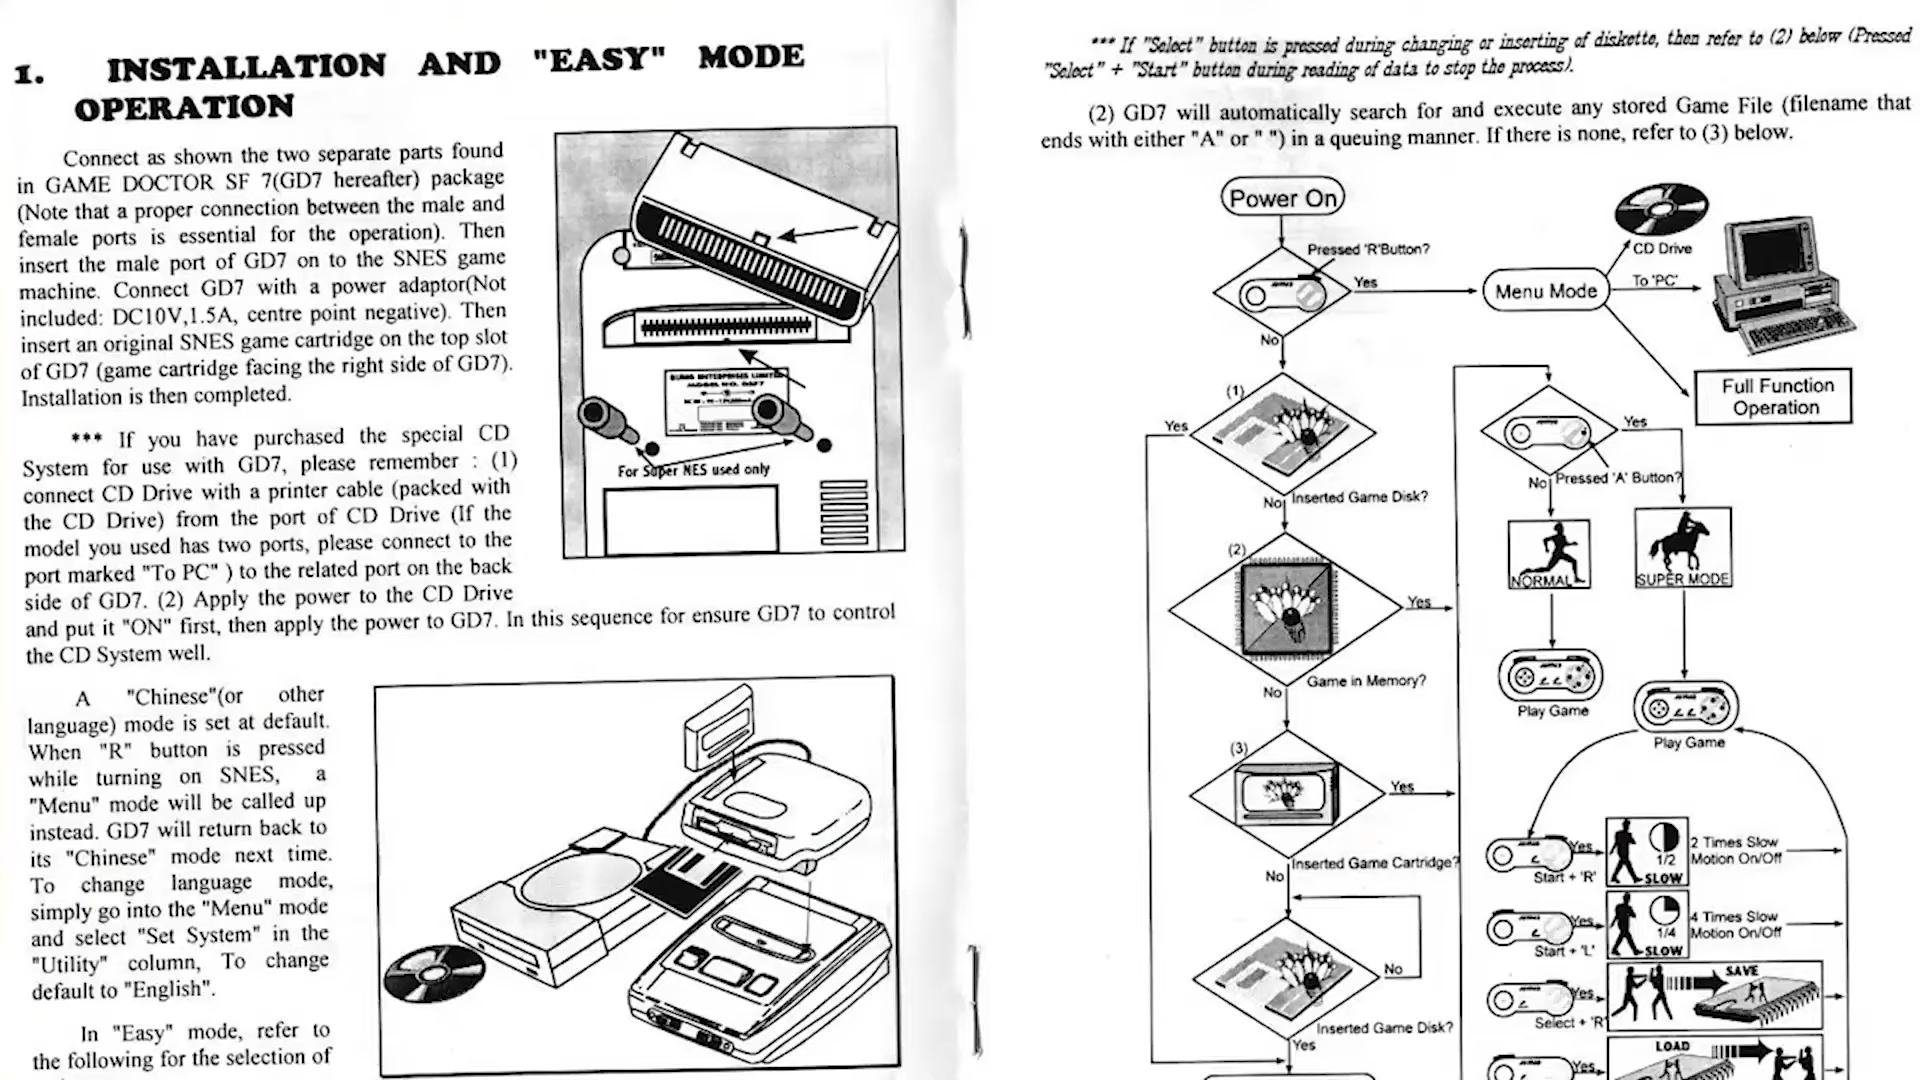 1. INSTALLATION AND "EASY" MODE
OPERATION
Connect as shown the two separate parts found
in GAME DOCTOR SF 7(GD7 hereafter) package
(Note that a proper connection between the male and
female ports is essential for the operation). Then
insert the male port of GD7 on to the SNES game
machine. Connect GD7 with a power adaptor(Not
included: DC10V,1.5A, centre point negative). Then
insert an original SNES game cartridge on the top slot
of GD7 (game cartridge facing the right side of GD7).
Installation is then completed.
*** If you have purchased the special CD
System for use with GD7, please remember : (1)
connect CD Drive with a printer cable (packed with
the CD Drive) from the port of CD Drive (If the
model you used has two ports, please connect to the
port marked "To PC" ) to the related port on the back
side of GD7. (2) Apply the power to the CD Drive
and put it "ON" first, then apply the power to GD7. In this sequence for ensure GD7 to control
the CD System well.
For Super NES used only
A "Chinese"(or other
language) mode is set at default.
When "R" button is pressed
while turning on SNES, a
"Menu" mode will be called up
instead. GD7 will return back to
its "Chinese" mode next time.
To change language mode,
simply go into the "Menu" mode
and select "Set System" in the
"Utility" column, To change
default to "English".
In "Easy" mode, refer to
the following for the selection of
*** If "Select" button is pressed during changing or inserting of diskette, then refer to (2) below (Pressed
"Select" + "Start" button during reading of data to stop the process).
(2) GD7 will automatically search for and execute any stored Game File (filename that
ends with either "A" or " ") in a queuing manner. If there is none, refer to (3) below.
Power On
Pressed 'R'Button?
Yes
No
Menu Mode
CD Drive
To 'PC'
Full Function
Operation
(1)
Yes
No
Inserted Game Disk?
(2)
Yes
Game in Memory?
No
(3)
Yes
Inserted Game Cartridge?
No
No
Inserted Game Disk?
Yes
Yes
No
Pressed 'A' Button?
NORMAL
SUPER MODE
Play Game
Play Game
Yes
Start + 'R'
1/2
SLOW
2 Times Slow
Motion On/Off
Yes
Start + 'L'
1/4
SLOW
4 Times Slow
Motion On/Off
Yes
Select + 'R'
SAVE
Yes
LOAD